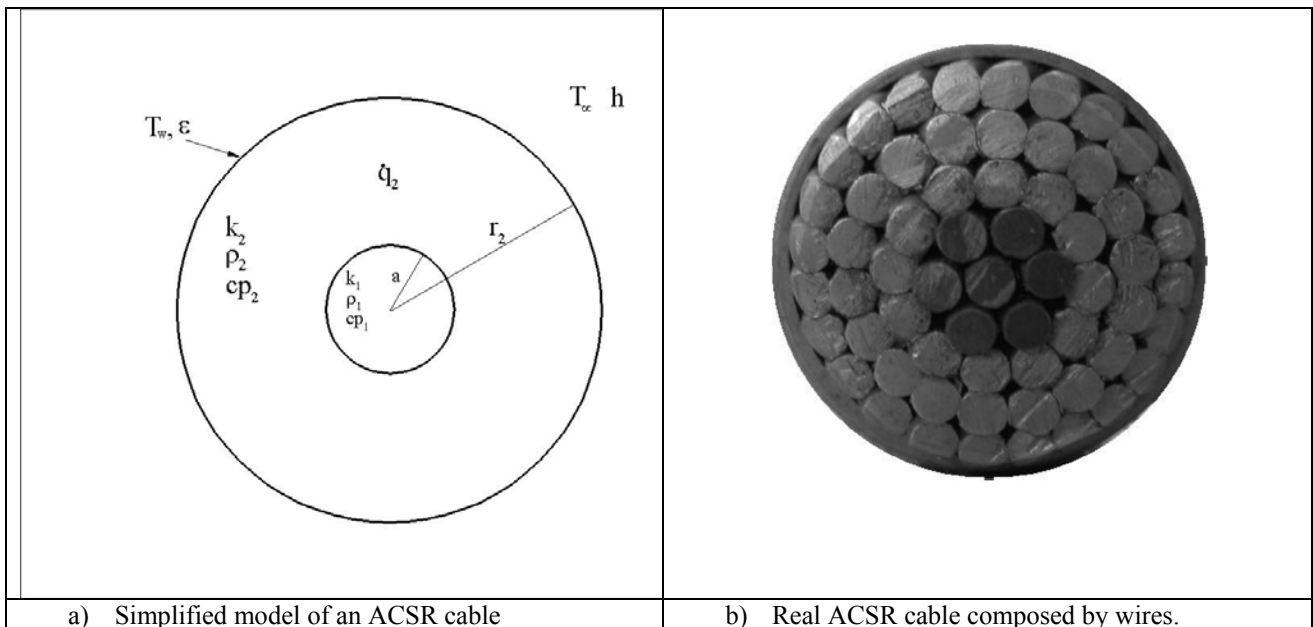 T∝ h
Tw, ε
q̇2
k2
ρ2
cp2
r2
a
k1
ρ1
cp1
a) Simplified model of an ACSR cable
b) Real ACSR cable composed by wires.